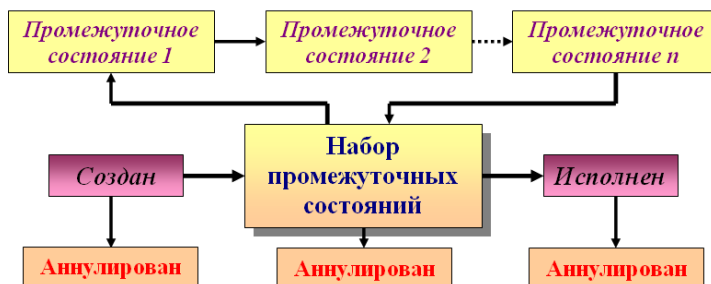 Промежуточное
состояние 1
Промежуточное
состояние 2
Промежуточное
состояние n
Создан
Набор
промежуточных
состояний
Исполнен
Аннулирован
Аннулирован
Аннулирован